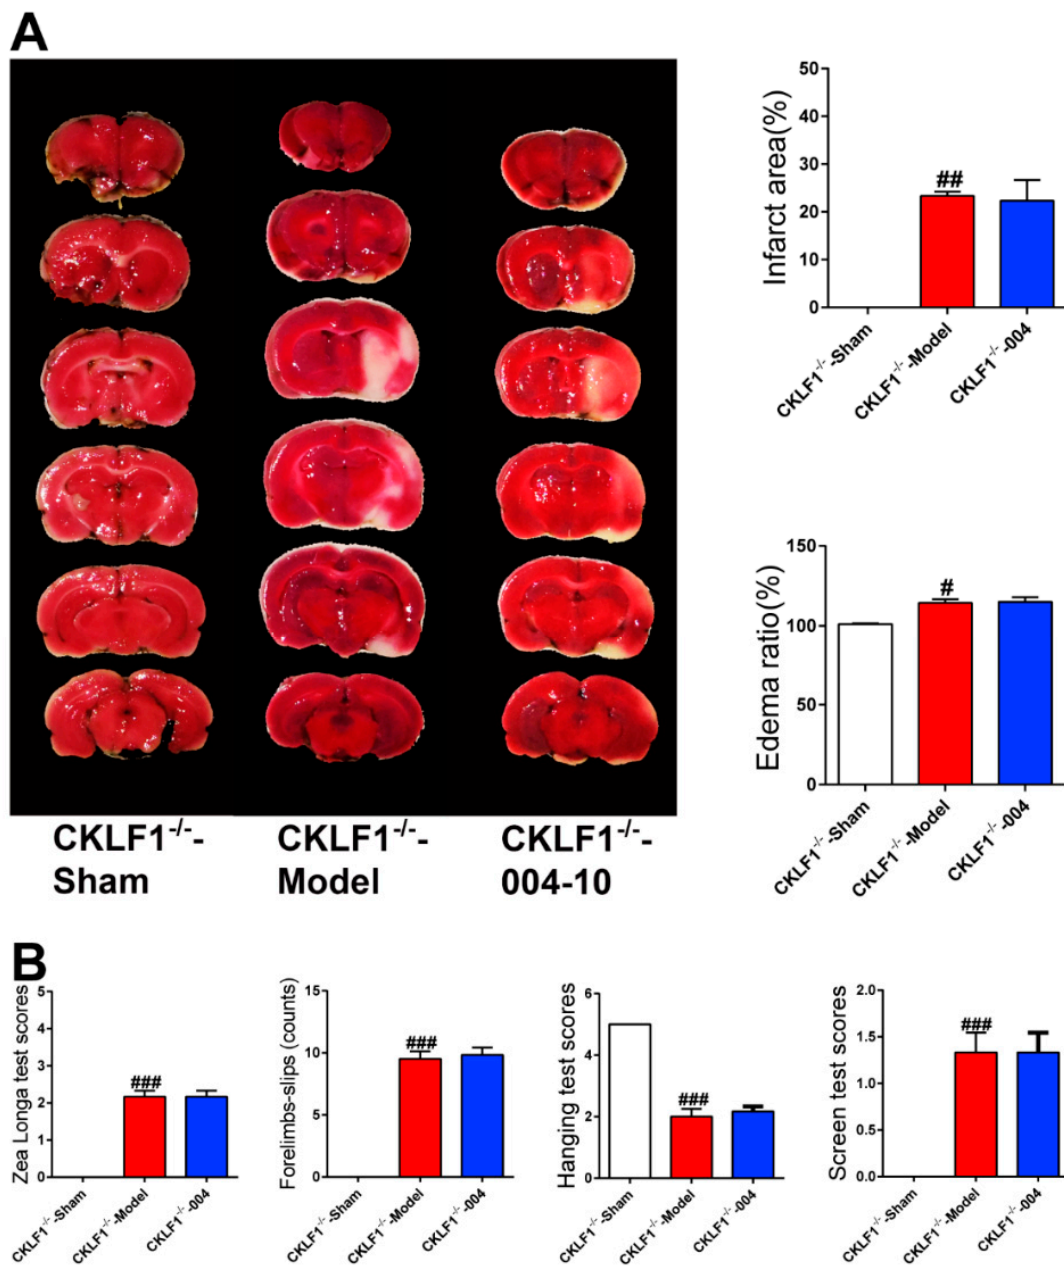 A
CKLF1-/--
Sham
CKLF1-/--
Model
CKLF1-/--
004-10
Infarct area(%)
50
40
30
20
10
0
##
CKLF1-/--Sham
CKLF1-/--Model
CKLF1-/--004
Edema ratio(%)
150
100
50
0
#
CKLF1-/--Sham
CKLF1-/--Model
CKLF1-/--004
B
Zea Longa test scores
5
4
3
2
1
0
###
CKLF1-/--Sham
CKLF1-/--Model
CKLF1-/--004
Forelimbs-slips (counts)
15
10
5
0
###
CKLF1-/--Sham
CKLF1-/--Model
CKLF1-/--004
Hanging test scores
6
4
2
0
###
CKLF1-/--Sham
CKLF1-/--Model
CKLF1-/--004
Screen test scores
2.0
1.5
1.0
0.5
0.0
###
CKLF1-/--Sham
CKLF1-/--Model
CKLF1-/--004